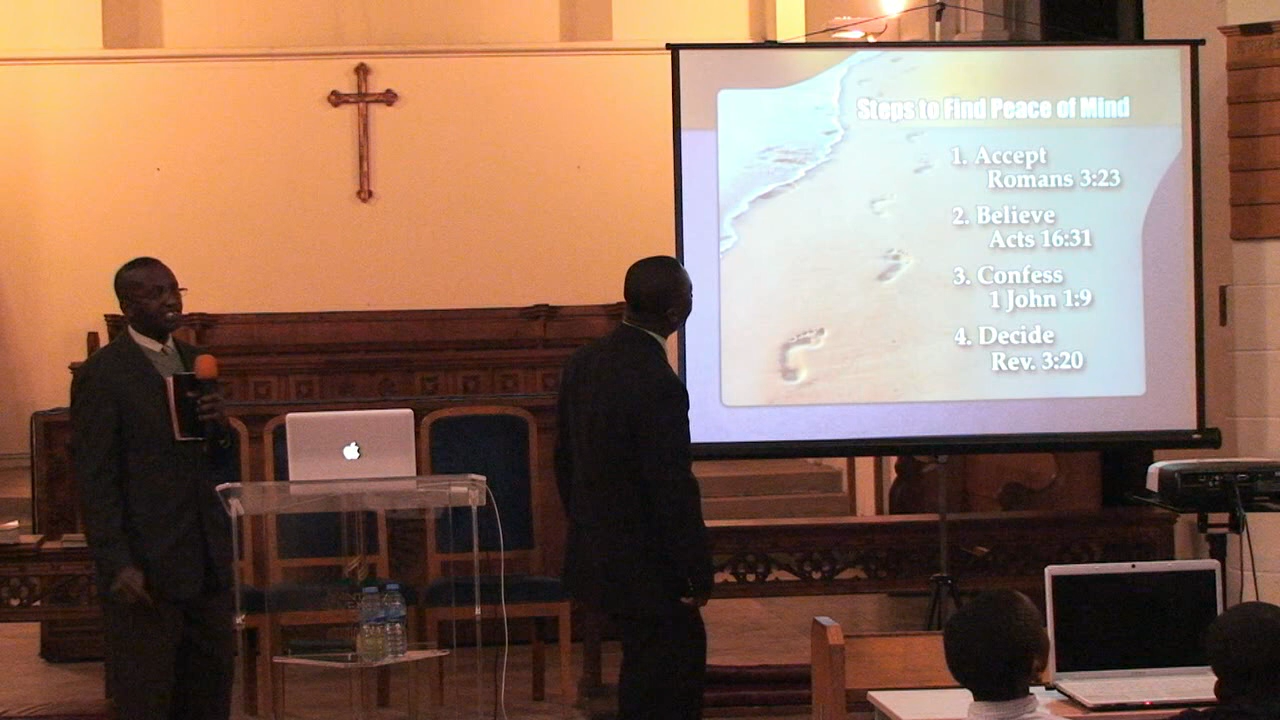 Steps to Find Peace of Mind
1. Accept
Romans 3:23
2. Believe
Acts 16:31
3. Confess
1 John 1:9
4. Decide
Rev. 3:20